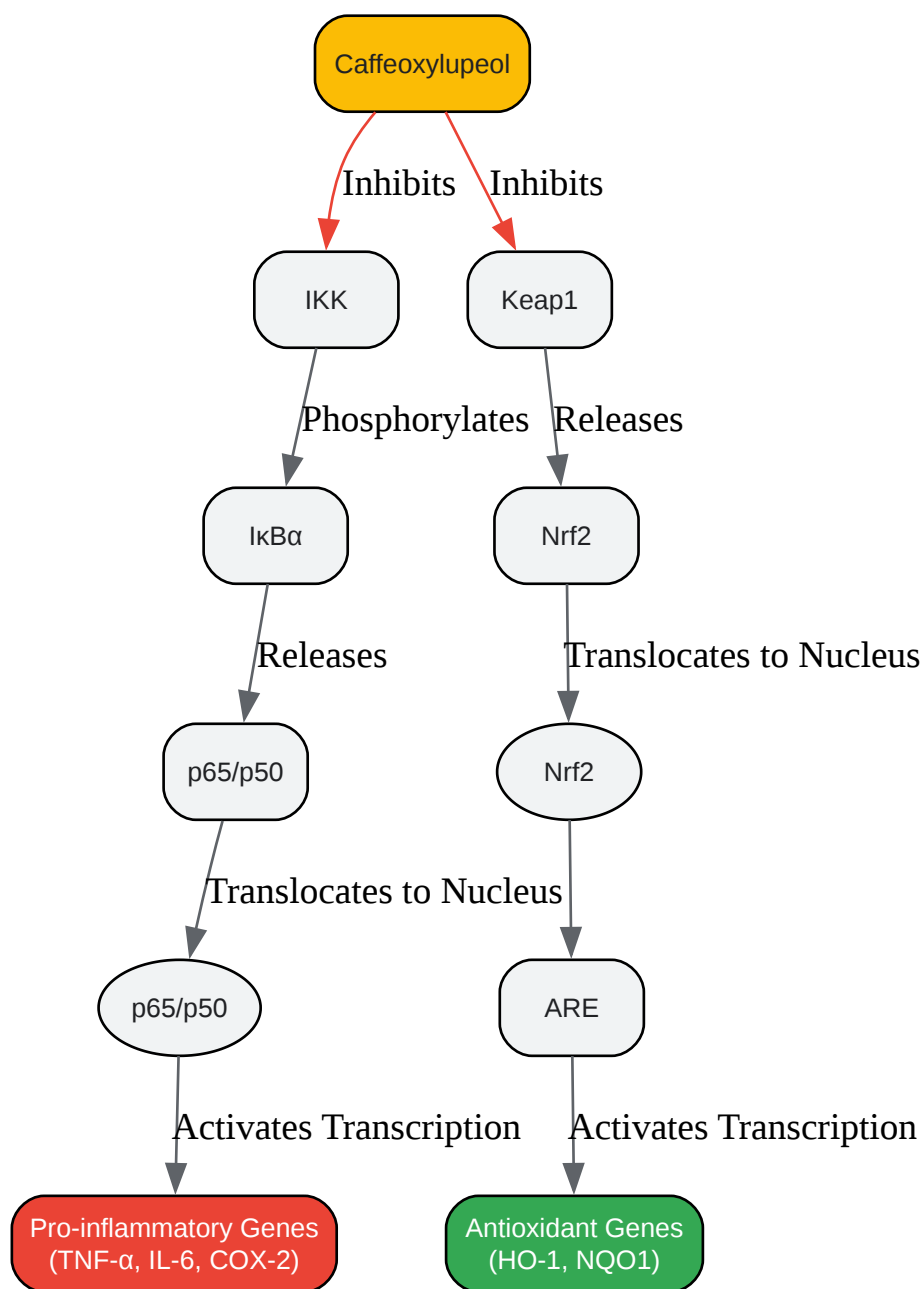 Caffeoxylupeol
Inhibits
Inhibits
IKK
Keap1
Phosphorylates
Releases
IκBα
Nrf2
Releases
Translocates to Nucleus
p65/p50
Nrf2
Translocates to Nucleus
p65/p50
ARE
Activates Transcription
Activates Transcription
Pro-inflammatory Genes
(TNF-α, IL-6, COX-2)
Antioxidant Genes
(HO-1, NQO1)